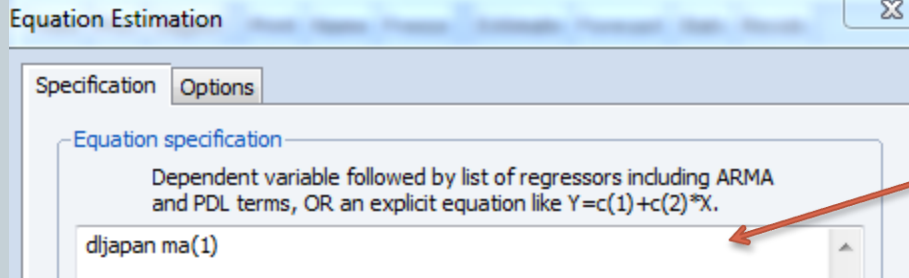 Equation Estimation
Specification Options
Equation specification
Dependent variable followed by list of regressors including ARMA
and PDL terms, OR an explicit equation like Y=c(1)+c(2)*X.
dljapan ma(1)